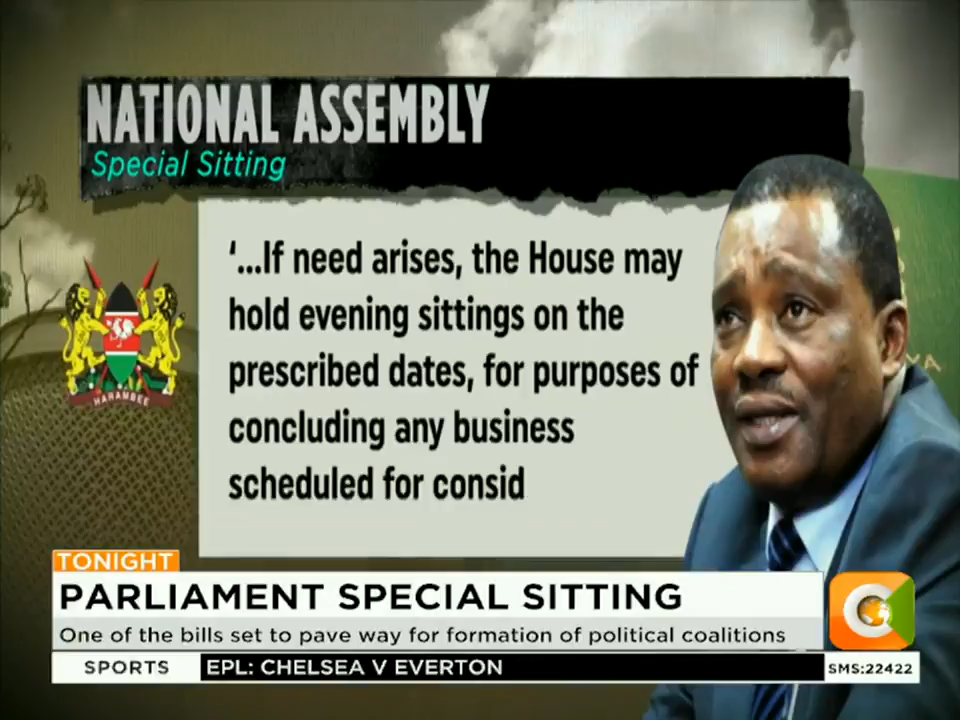 NATIONAL ASSEMBLY
Special Sitting
‘...If need arises, the House may
hold evening sittings on the
prescribed dates, for purposes of
concluding any business
scheduled for consid
HARAMBEE
YA
TONIGHT
PARLIAMENT SPECIAL SITTING
One of the bills set to pave way for formation of political coalitions
SPORTS
EPL: CHELSEA V EVERTON
SMS:22422